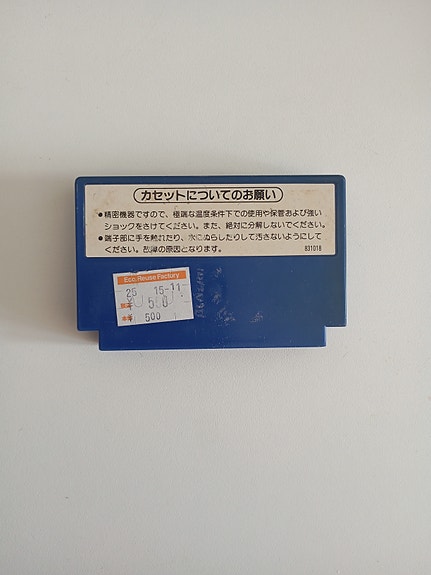 カセットについてのお願い
●精密機器ですので、極端な温度条件下での使用や保管および強い
ショックをさけてください。また、絶対に分解しないでください。
●端子部に手を触れたり、水にぬらしたりして汚さないようにして
ください。故障の原因となります。
831018
Eco. Reuse Factory
25 15-11
¥ 550
¥ 500